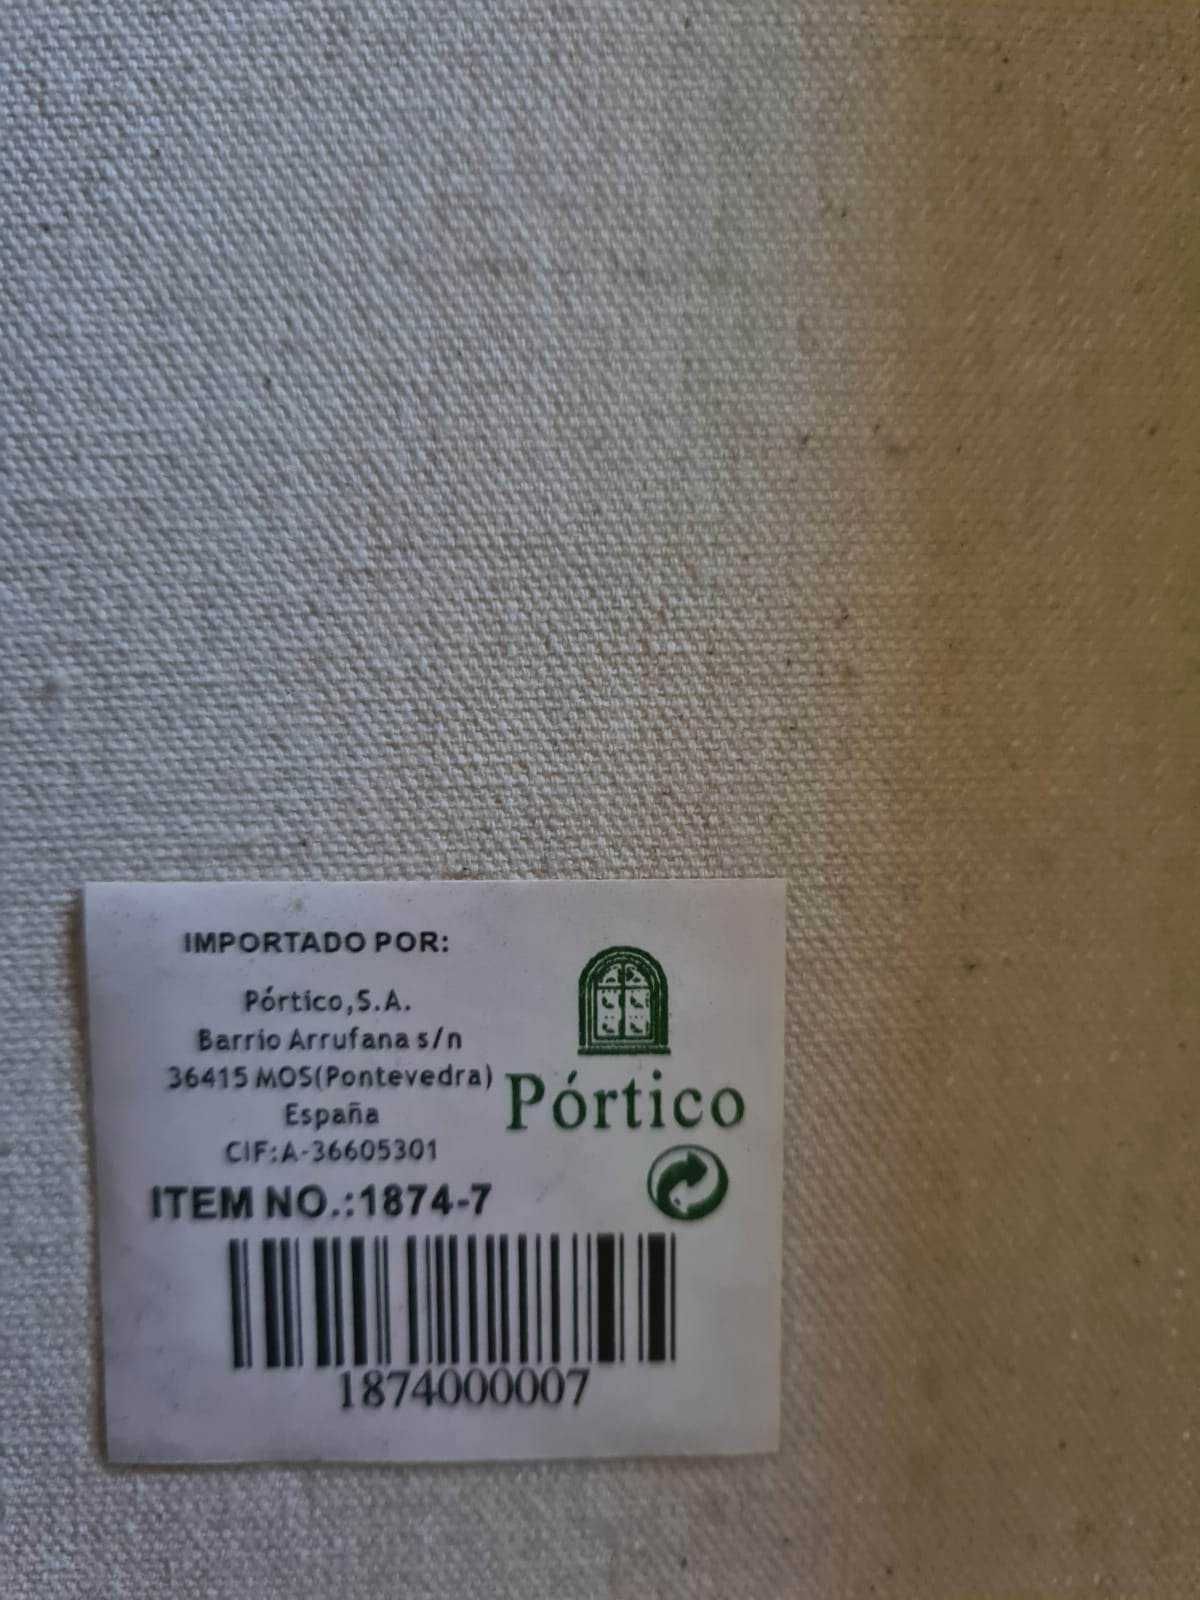 IMPORTADO POR:
Pórtico,S.A.
Barrio Arrufana s/n
36415 MOS(Pontevedra)
España
CIF:A-36605301
Pórtico
ITEM NO.:1874-7
1874000007